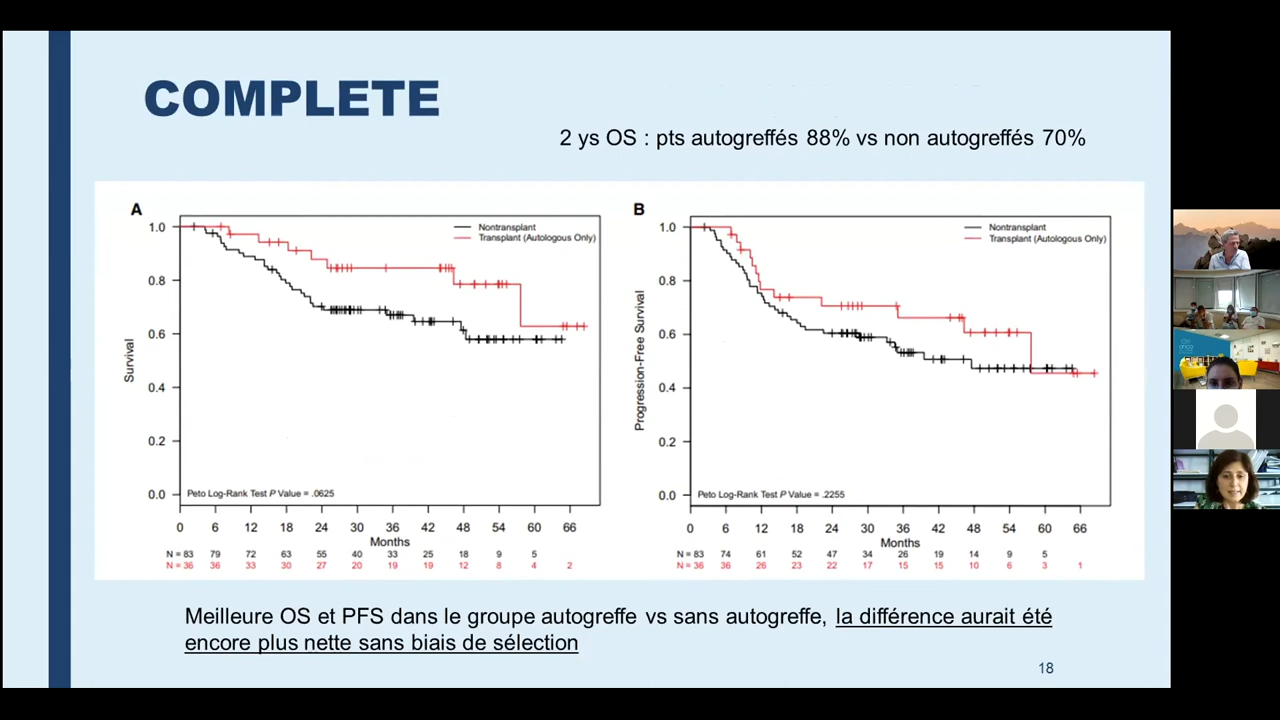 COMPLETE
2 ys OS : pts autogreffés 88% vs non autogreffés 70%
A
Nontransplant
Transplant (Autologous Only)
Survival
1.0
0.8
0.6
0.4
0.2
0.0
Peto Log-Rank Test P Value = .0625
0 6 12 18 24 30 36 42 48 54 60 66
Months
N = 83 79 72 63 55 40 33 25 18 9 5
N = 36 36 33 30 27 20 19 19 12 8 4 2
B
Nontransplant
Transplant (Autologous Only)
Progression-Free Survival
1.0
0.8
0.6
0.4
0.2
0.0
Peto Log-Rank Test P Value = .2255
0 6 12 18 24 30 36 42 48 54 60 66
Months
N = 83 74 61 52 47 34 26 19 14 9 5
N = 36 36 26 23 22 17 15 15 10 6 3 1
Meilleure OS et PFS dans le groupe autogreffe vs sans autogreffe, la différence aurait été
encore plus nette sans biais de sélection
18